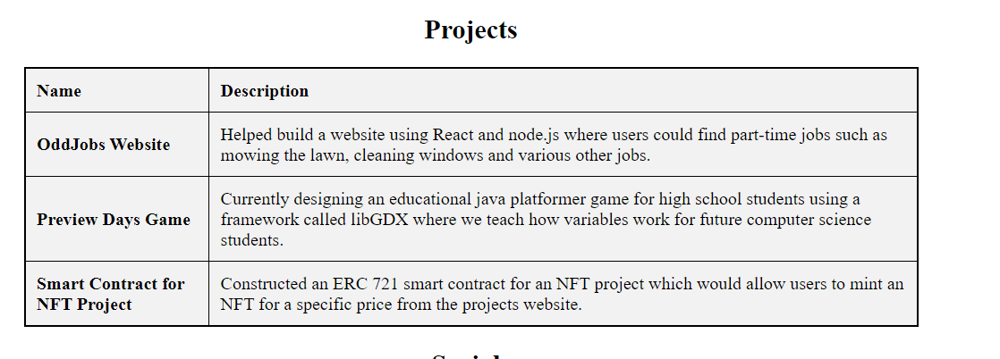 Projects
Name Description
OddJobs Website
Helped build a website using React and node.js where users could find part-time jobs such as
mowing the lawn, cleaning windows and various other jobs.
Preview Days Game
Currently designing an educational java platformer game for high school students using a
framework called libGDX where we teach how variables work for future computer science
students.
Smart Contract for
NFT Project
Constructed an ERC 721 smart contract for an NFT project which would allow users to mint an
NFT for a specific price from the projects website.